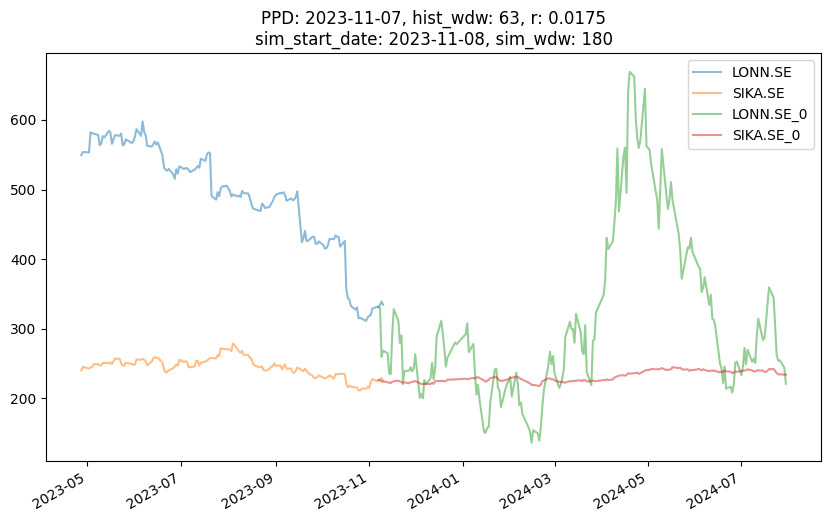 PPD: 2023-11-07, hist_wdw: 63, r: 0.0175
sim_start_date: 2023-11-08, sim_wdw: 180
LONN.SE
SIKA.SE
LONN.SE_0
SIKA.SE_0
600
500
400
300
200
2023-05
2023-07
2023-09
2023-11
2024-01
2024-03
2024-05
2024-07